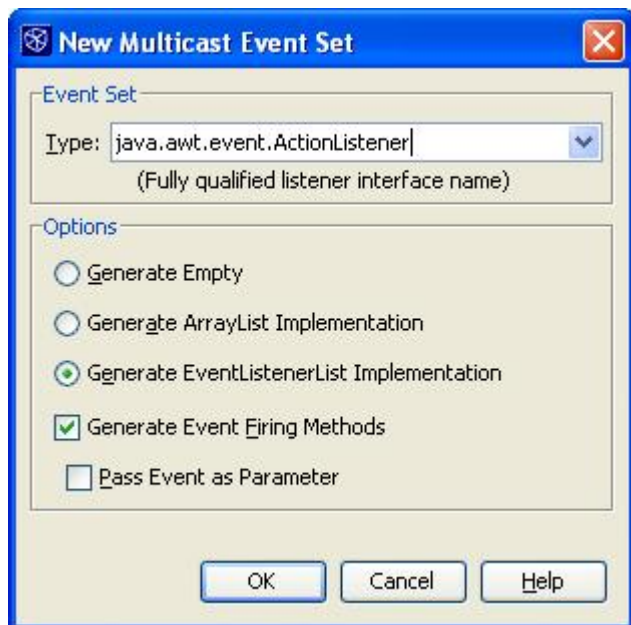 New Multicast Event Set
Event Set
Type: java.awt.event.ActionListener
(Fully qualified listener interface name)
Options
Generate Empty
Generate ArrayList Implementation
Generate EventListenerList Implementation
Generate Event Firing Methods
Pass Event as Parameter
OK Cancel Help